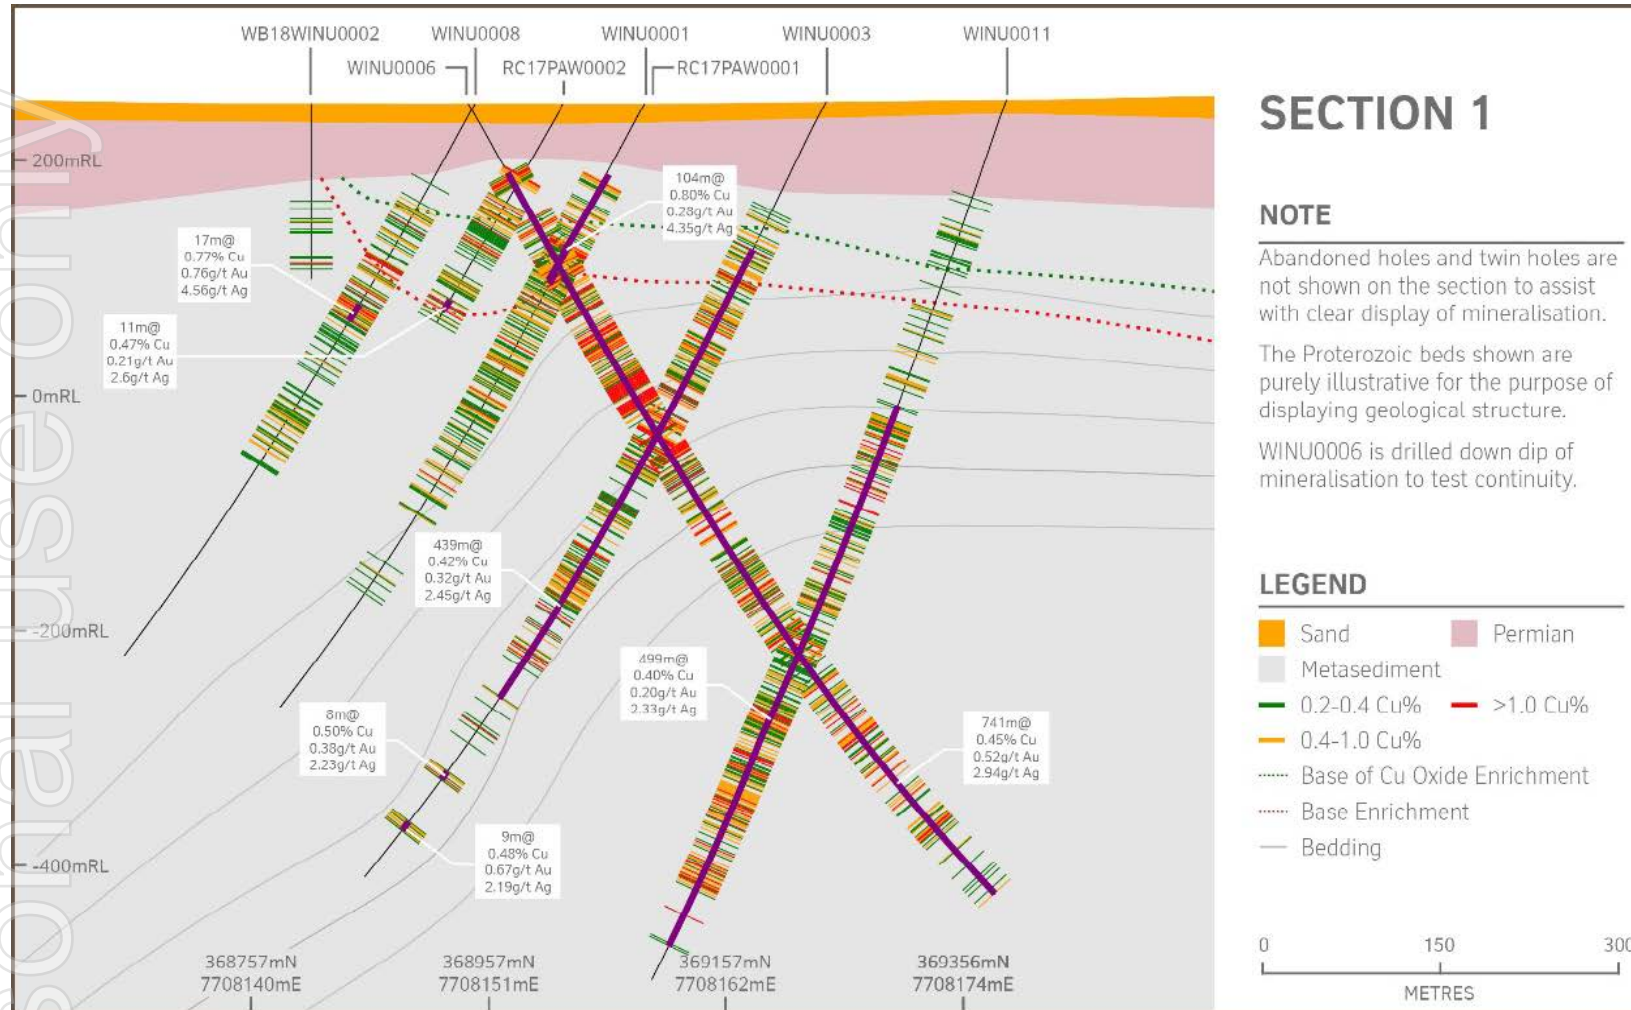 WB18WINU0002
WINU0008
WINU0001
WINU0003
WINU0011
WINU0006
RC17PAW0002
RC17PAW0001
SECTION 1
NOTE
Abandoned holes and twin holes are
not shown on the section to assist
with clear display of mineralisation.
The Proterozoic beds shown are
purely illustrative for the purpose of
displaying geological structure.
WINU0006 is drilled down dip of
mineralisation to test continuity.
LEGEND
Sand
Permian
Metasediment
0.2-0.4 Cu%
>1.0 Cu%
0.4-1.0 Cu%
Base of Cu Oxide Enrichment
Base Enrichment
Bedding
0
150
300
METRES
200mRL
0mRL
-200mRL
-400mRL
104m@
0.80% Cu
0.28g/t Au
4.35g/t Ag
17m@
0.77% Cu
0.76g/t Au
4.56g/t Ag
11m@
0.47% Cu
0.21g/t Au
2.6g/t Ag
439m@
0.42% Cu
0.32g/t Au
2.45g/t Ag
499m@
0.40% Cu
0.20g/t Au
2.33g/t Ag
8m@
0.50% Cu
0.38g/t Au
2.23g/t Ag
741m@
0.45% Cu
0.52g/t Au
2.94g/t Ag
9m@
0.48% Cu
0.67g/t Au
2.19g/t Ag
368757mN
7708140mE
368957mN
7708151mE
369157mN
7708162mE
369356mN
7708174mE
sonal use only